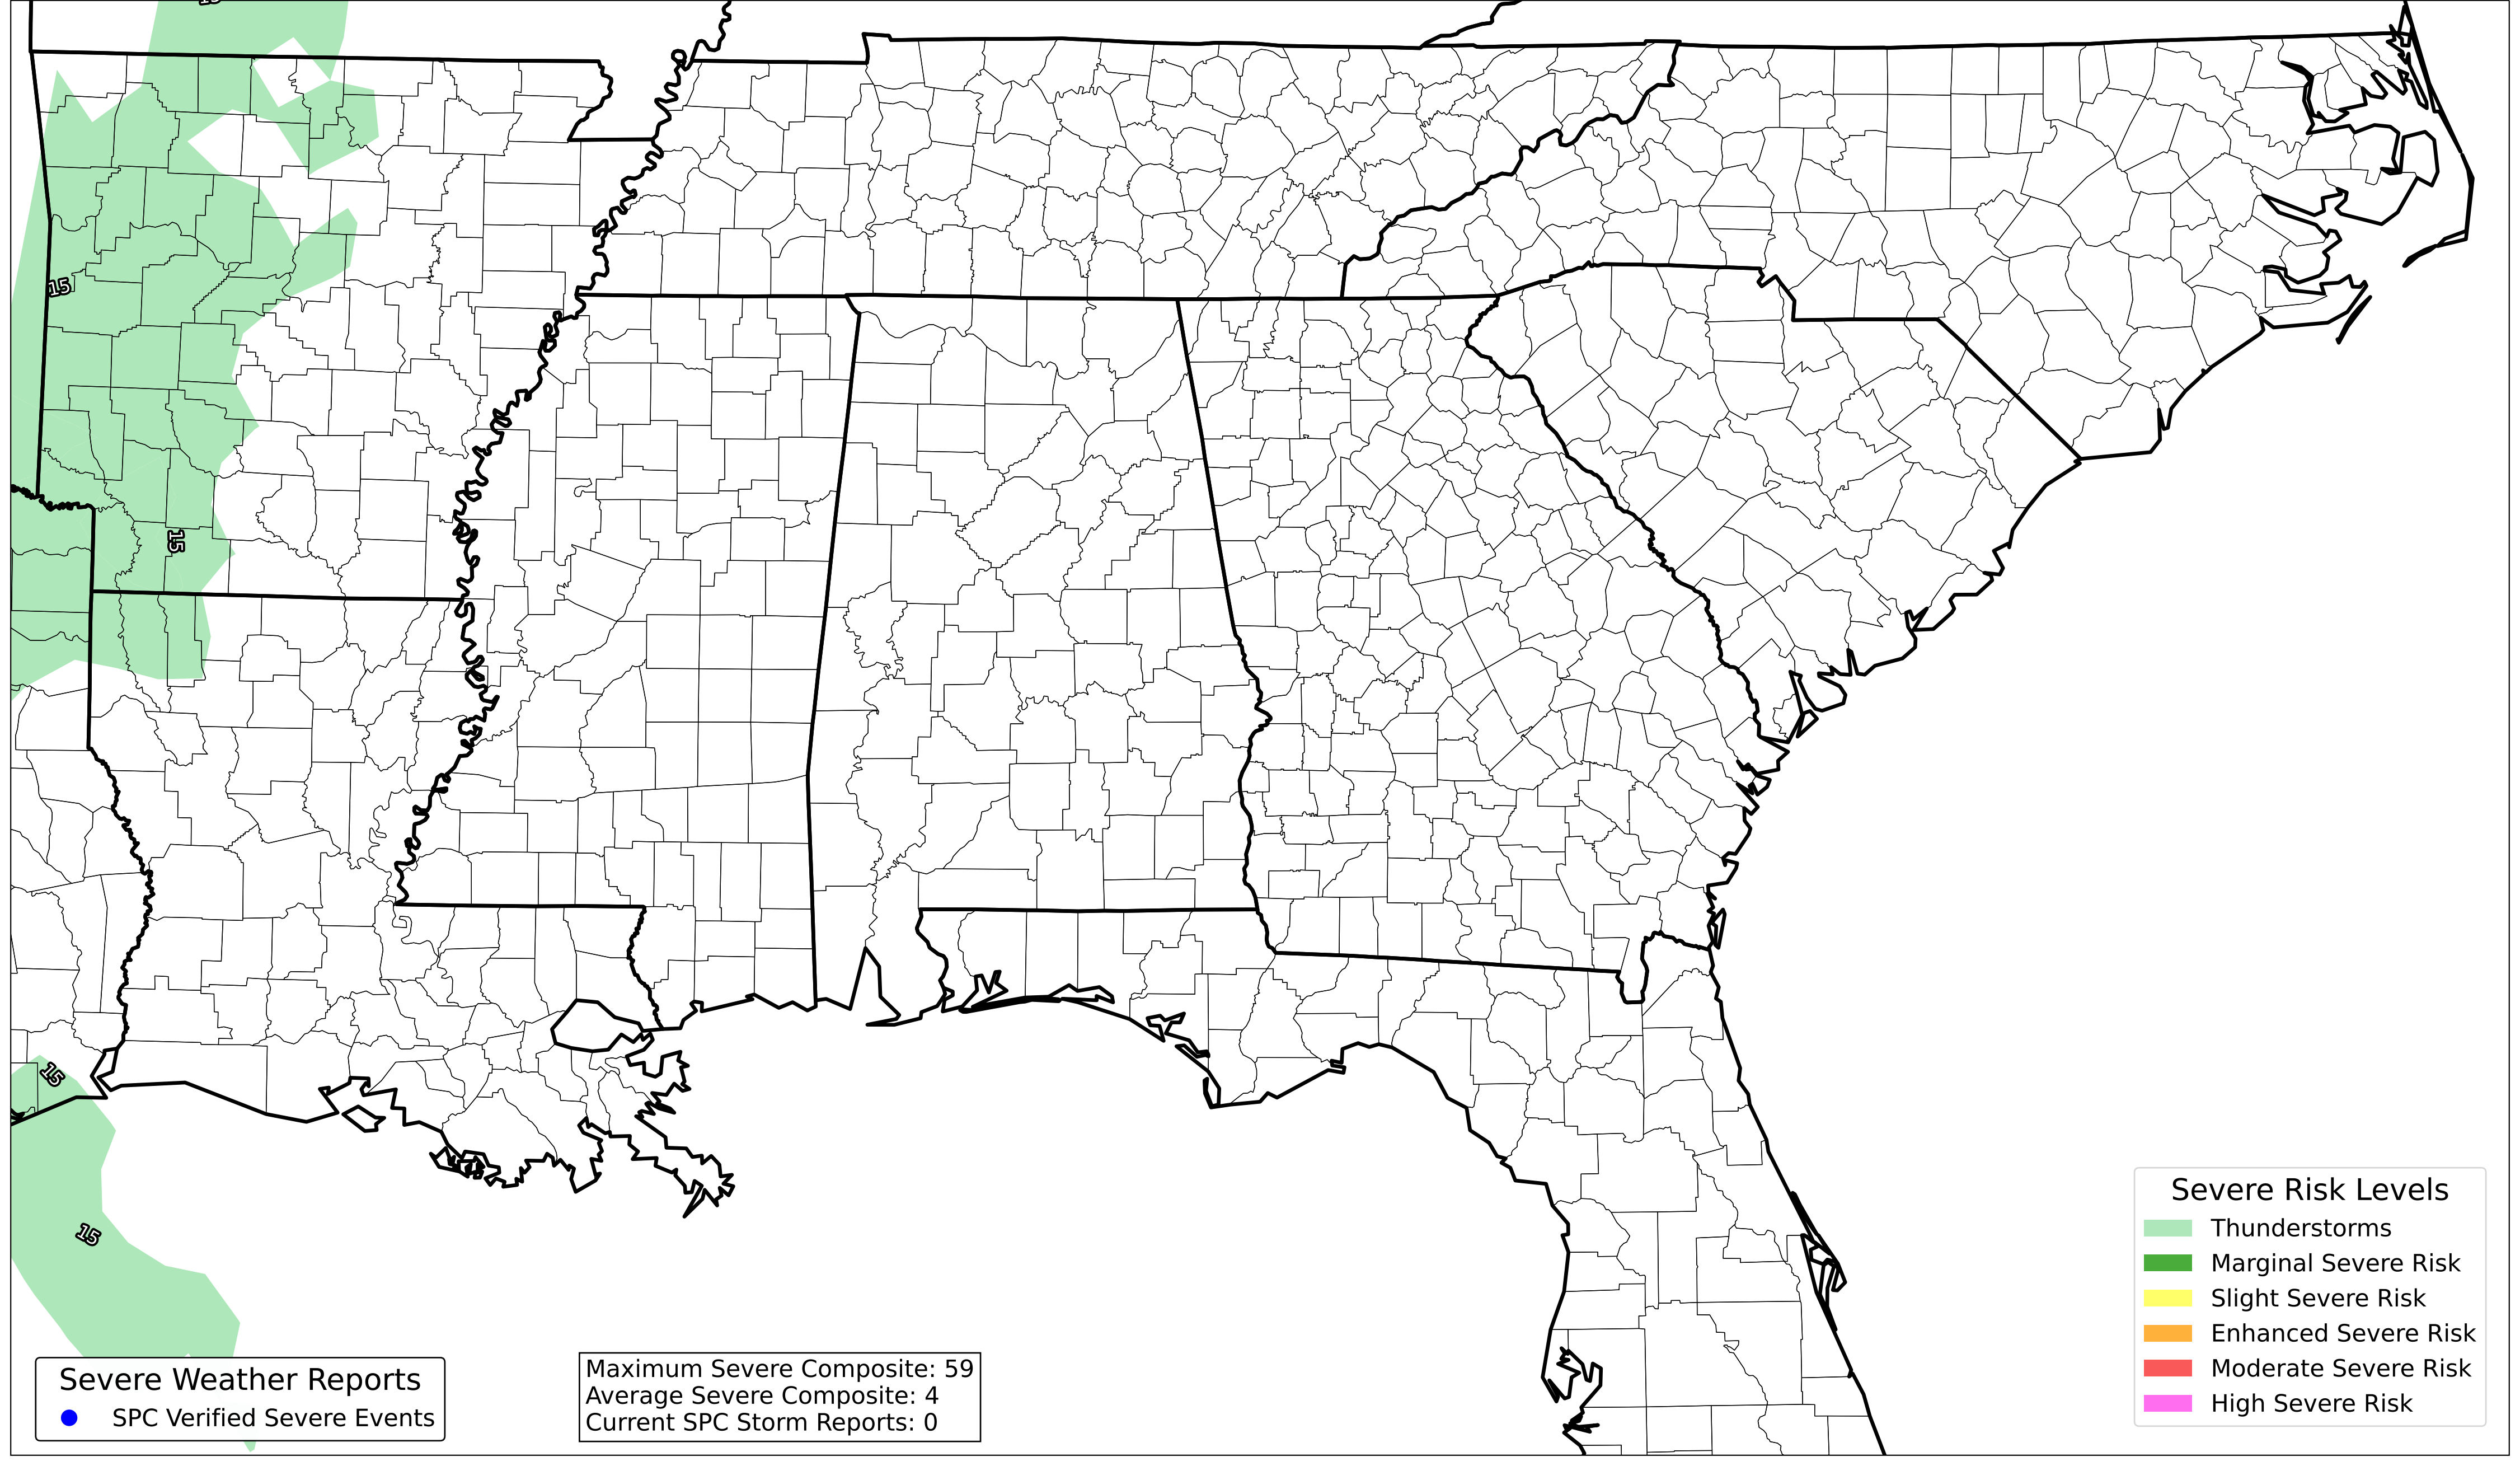 15
15
15
15
Severe Risk Levels
Thunderstorms
Marginal Severe Risk
Slight Severe Risk
Enhanced Severe Risk
Moderate Severe Risk
High Severe Risk
Severe Weather Reports
SPC Verified Severe Events
Maximum Severe Composite: 59
Average Severe Composite: 4
Current SPC Storm Reports: 0